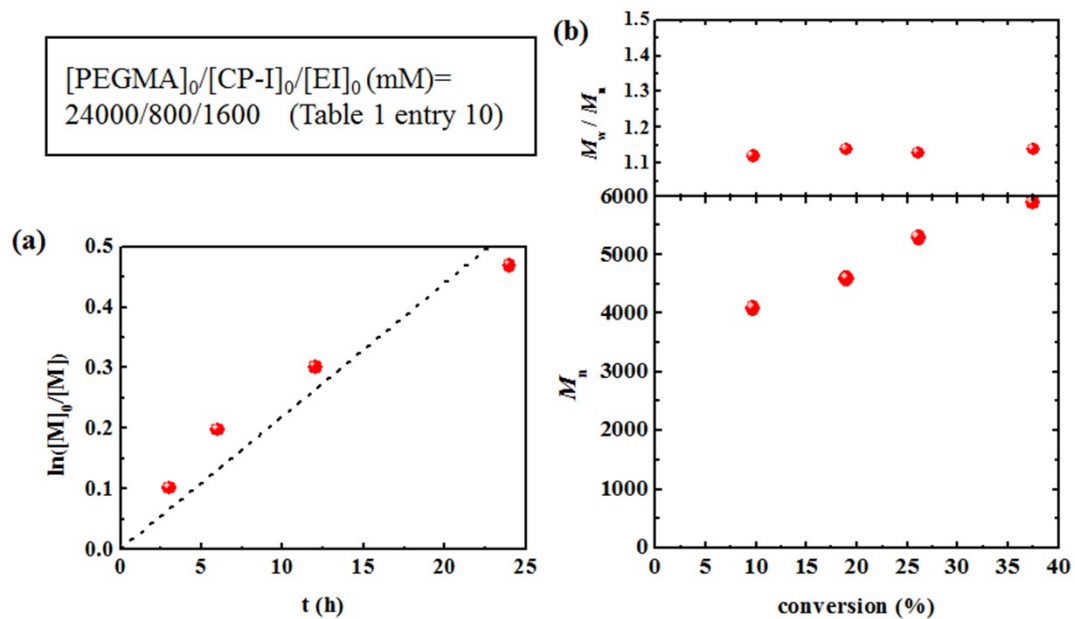 [PEGMA]0/[CP-I]0/[EI]0 (mM)=
24000/800/1600 (Table 1 entry 10)
(a)
ln([M]0/[M])
0.5
0.4
0.3
0.2
0.1
0.0
0 5 10 15 20 25
t (h)
(b)
Mw / Mn
1.5
1.4
1.3
1.2
1.1
6000
5000
4000
3000
2000
1000
0
Mn
0 5 10 15 20 25 30 35 40
conversion (%)